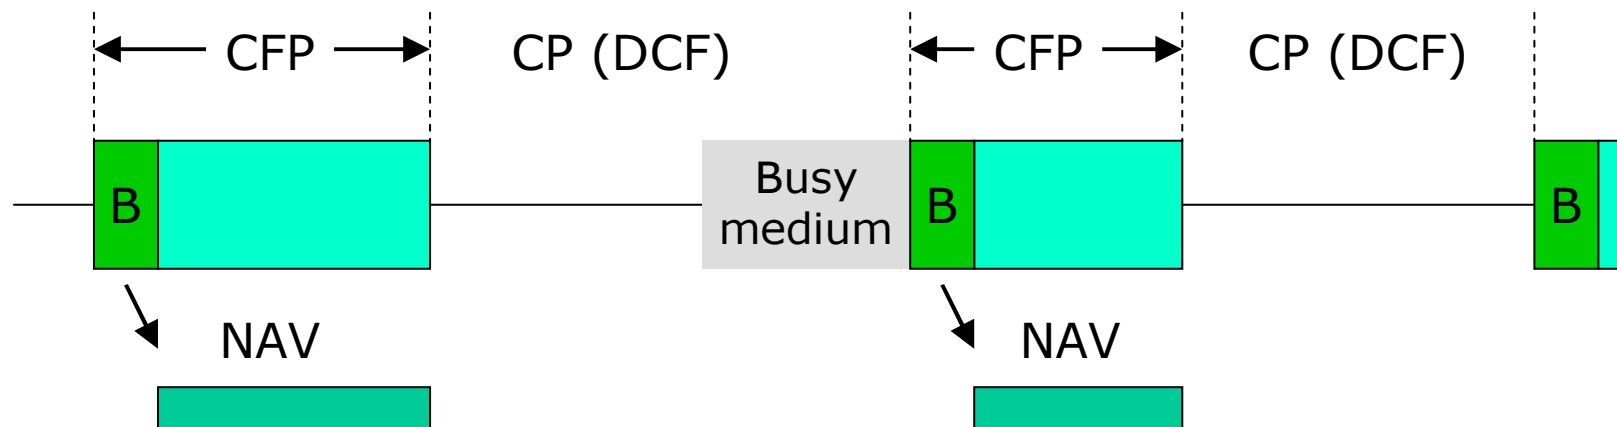 CFP
CP (DCF)
CFP
CP (DCF)
B
Busy
medium
B
B
NAV
NAV